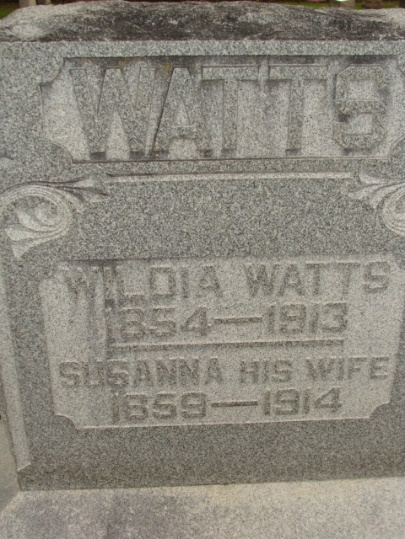 WATTS
WILDIA WATTS
1854—1913
SUSANNA HIS WIFE
1859—1914